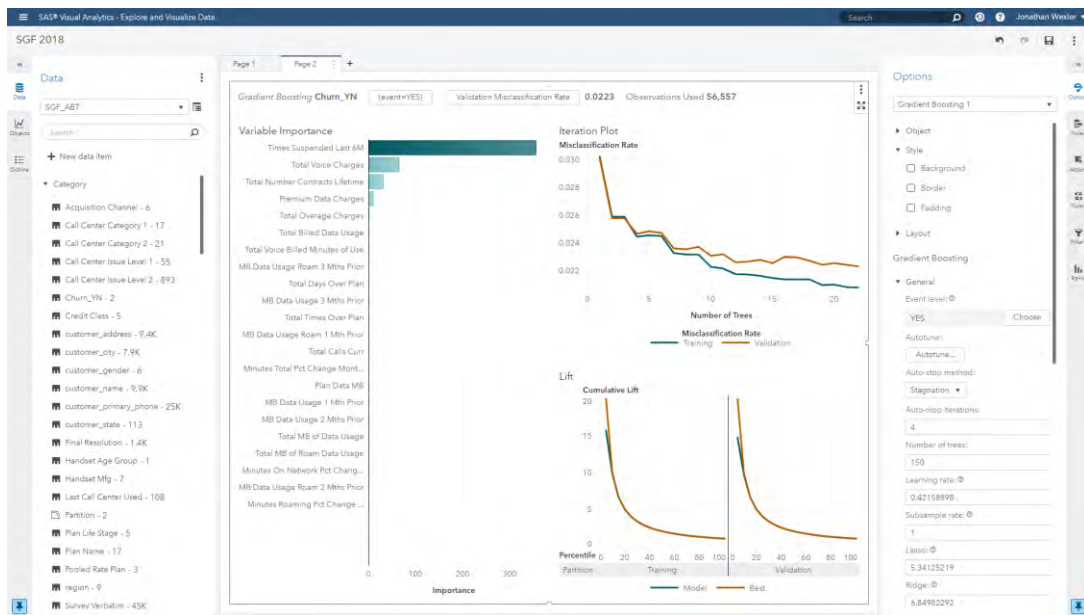 SAS® Visual Analytics - Explore and Visualize Data
Search
Jonathan Wexler
SGF 2018
Data
Data
Objects
Outline
SGF_ABT
Search
New data item
Category
Acquisition Channel - 6
Call Center Category 1 - 17
Call Center Category 2 - 21
Call Center Issue Level 1 - 55
Call Center Issue Level 2 - 893
Churn_YN - 2
Credit Class - 5
customer_address - 9.4K
customer_city - 7.9K
customer_gender - 6
customer_name - 9.9K
customer_primary_phone - 25K
customer_state - 113
Final Resolution - 1.4K
Handset Age Group - 1
Handset Mfg - 7
Last Call Center Used - 108
Partition - 2
Plan Life Stage - 5
Plan Name - 17
Pooled Rate Plan - 3
region - 9
Survey Verbatim - 45K
Page 1
Page 2
Gradient Boosting Churn_YN (event=YES) Validation Misclassification Rate 0.0223 Observations Used 56,557
Variable Importance
Times Suspended Last 6M
Total Voice Charges
Total Number Contracts Lifetime
Premium Data Charges
Total Overage Charges
Total Billed Data Usage
Total Voice Billed Minutes of Use
MB Data Usage Roam 3 Mths Prior
Total Days Over Plan
MB Data Usage 3 Mths Prior
Total Times Over Plan
MB Data Usage Roam 1 Mth Prior
Total Calls Curr
Minutes Total Pct Change Mont...
Plan Data MB
MB Data Usage 1 Mth Prior
MB Data Usage 2 Mths Prior
Total MB of Data Usage
Total MB of Roam Data Usage
Minutes On Network Pct Chang...
MB Data Usage Roam 2 Mths Prior
Minutes Roaming Pct Change ...
0 100 200 300
Importance
Iteration Plot
Misclassification Rate
0.030
0.028
0.026
0.024
0.022
0 5 10 15 20
Number of Trees
Misclassification Rate
Training Validation
Lift
Cumulative Lift
20
15
10
5
0
Percentile 0 20 40 60 80 100 0 20 40 60 80 100
Partition Training Validation
Model Best
Options
Gradient Boosting 1
Object
Style
Background
Border
Padding
Layout
Gradient Boosting
General
Event level:
YES Choose
Autotune:
Autotune...
Auto-stop method:
Stagnation
Auto-stop iterations:
4
Number of trees:
150
Learning rate:
0.42158898
Subsample rate:
1
Lasso:
5.34125219
Ridge:
6.84982292